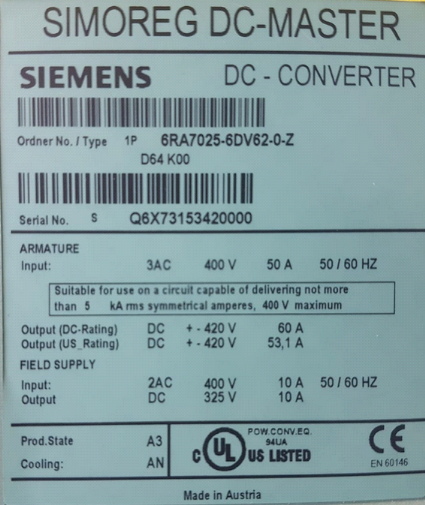 SIMOREG DC-MASTER
SIEMENS DC - CONVERTER
Ordner No. / Type 1P 6RA7025-6DV62-0-Z
D64 K00
Serial No. S Q6X73153420000
ARMATURE
Input: 3AC 400 V 50 A 50 / 60 HZ
Suitable for use on a circuit capable of delivering not more
than 5 kA rms symmetrical amperes, 400 V maximum
Output (DC-Rating) DC + - 420 V 60 A
Output (US_Rating) DC + - 420 V 53,1 A
FIELD SUPPLY
Input: 2AC 400 V 10 A 50 / 60 HZ
Output DC 325 V 10 A
Prod.State A3
Cooling: AN
POW.CONV.EQ.
94UA
C UL US LISTED
CE
EN 60146
Made in Austria